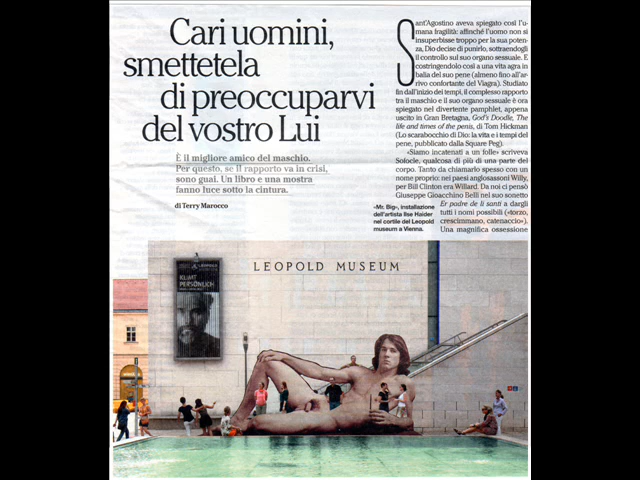 Cari uomini,
smettetela
di preoccuparvi
del vostro Lui
È il migliore amico del maschio.
Per questo, se il rapporto va in crisi,
sono guai. Un libro e una mostra
fanno luce sotto la cintura.
di Terry Marocco
Sant'Agostino aveva spiegato così l'u-
mana fragilità: affinché l'uomo non si
insuperbisse troppo per la sua poten-
za, Dio decise di punirlo, sottraendogli
il controllo sul suo organo sessuale. E
costringendolo così a una vita agra in
balia del suo pene (almeno fino all'ar-
rivo confortante del Viagra). Studiato
fin dall'inizio dei tempi, il complesso rapporto
tra il maschio e il suo organo sessuale è ora
spiegato nel divertente pamphlet, appena
uscito in Gran Bretagna, God's Doodle, The
life and times of the penis, di Tom Hickman
(Lo scarabocchio di Dio: la vita e i tempi del
pene, pubblicato dalla Square Peg).
«Siamo incatenati a un folle» scriveva
Sofocle, qualcosa di più di una parte del
corpo. Tanto da chiamarlo spesso con un
nome proprio: nei paesi anglosassoni Willy,
per Bill Clinton era Willard. Da noi ci pensò
Giuseppe Gioacchino Belli nel suo sonetto
Er padre de li santi a dargli
tutti i nomi possibili («torzo,
crescimmano, catenaccio»).
Una magnifica ossessione
«Mr. Big», installazione
dell'artista Ilse Haider
nel cortile del Leopold
museum a Vienna.
LEOPOLD MUSEUM
LEOPOLD
KLIMT
PERSÖNLICH